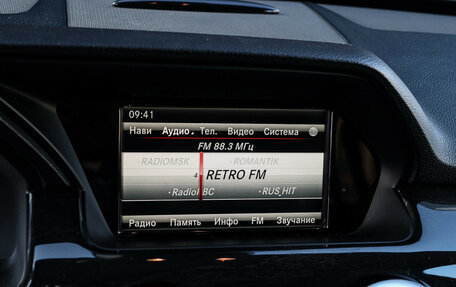 09:41
Нави Аудио Тел. Видео Система
FM 88.3 МГц
RADIOMSK ROMANTIK
4 RETRO FM
RUS_HIT
Радио Память Инфо FM Звучание